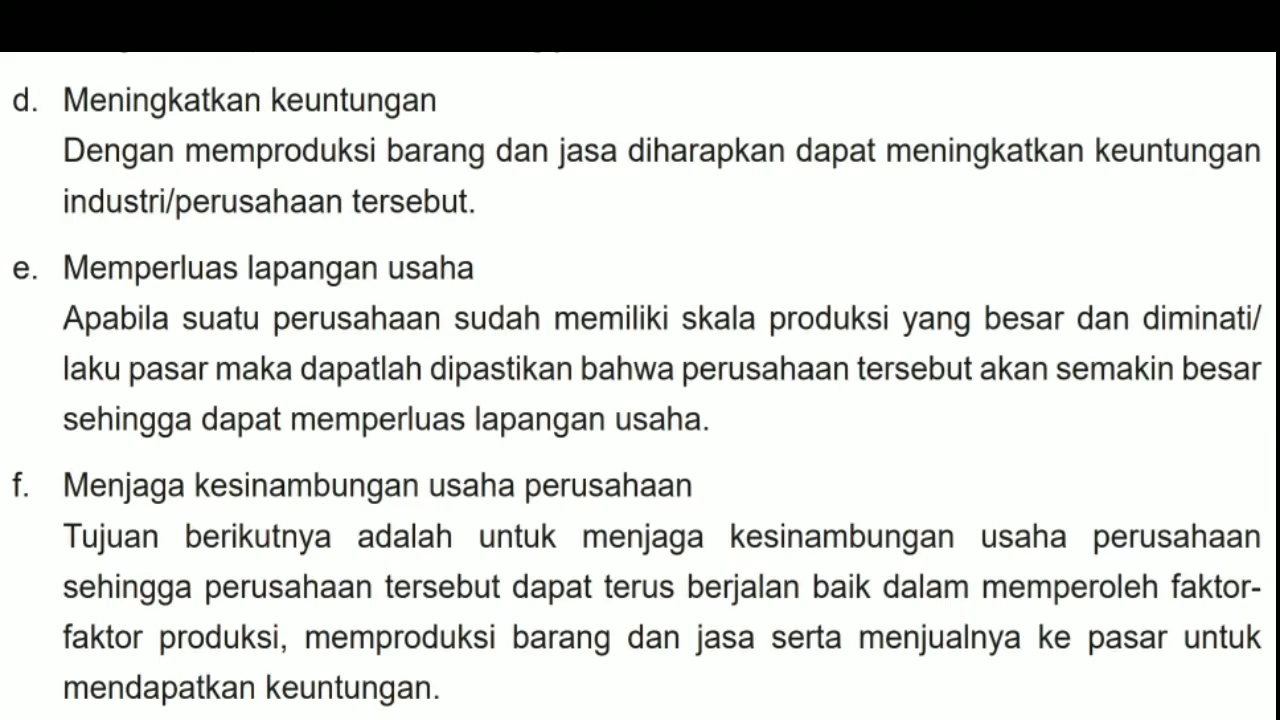 d. Meningkatkan keuntungan
Dengan memproduksi barang dan jasa diharapkan dapat meningkatkan keuntungan
industri/perusahaan tersebut.
e. Memperluas lapangan usaha
Apabila suatu perusahaan sudah memiliki skala produksi yang besar dan diminati/
laku pasar maka dapatlah dipastikan bahwa perusahaan tersebut akan semakin besar
sehingga dapat memperluas lapangan usaha.
f. Menjaga kesinambungan usaha perusahaan
Tujuan berikutnya adalah untuk menjaga kesinambungan usaha perusahaan
sehingga perusahaan tersebut dapat terus berjalan baik dalam memperoleh faktor-
faktor produksi, memproduksi barang dan jasa serta menjualnya ke pasar untuk
mendapatkan keuntungan.